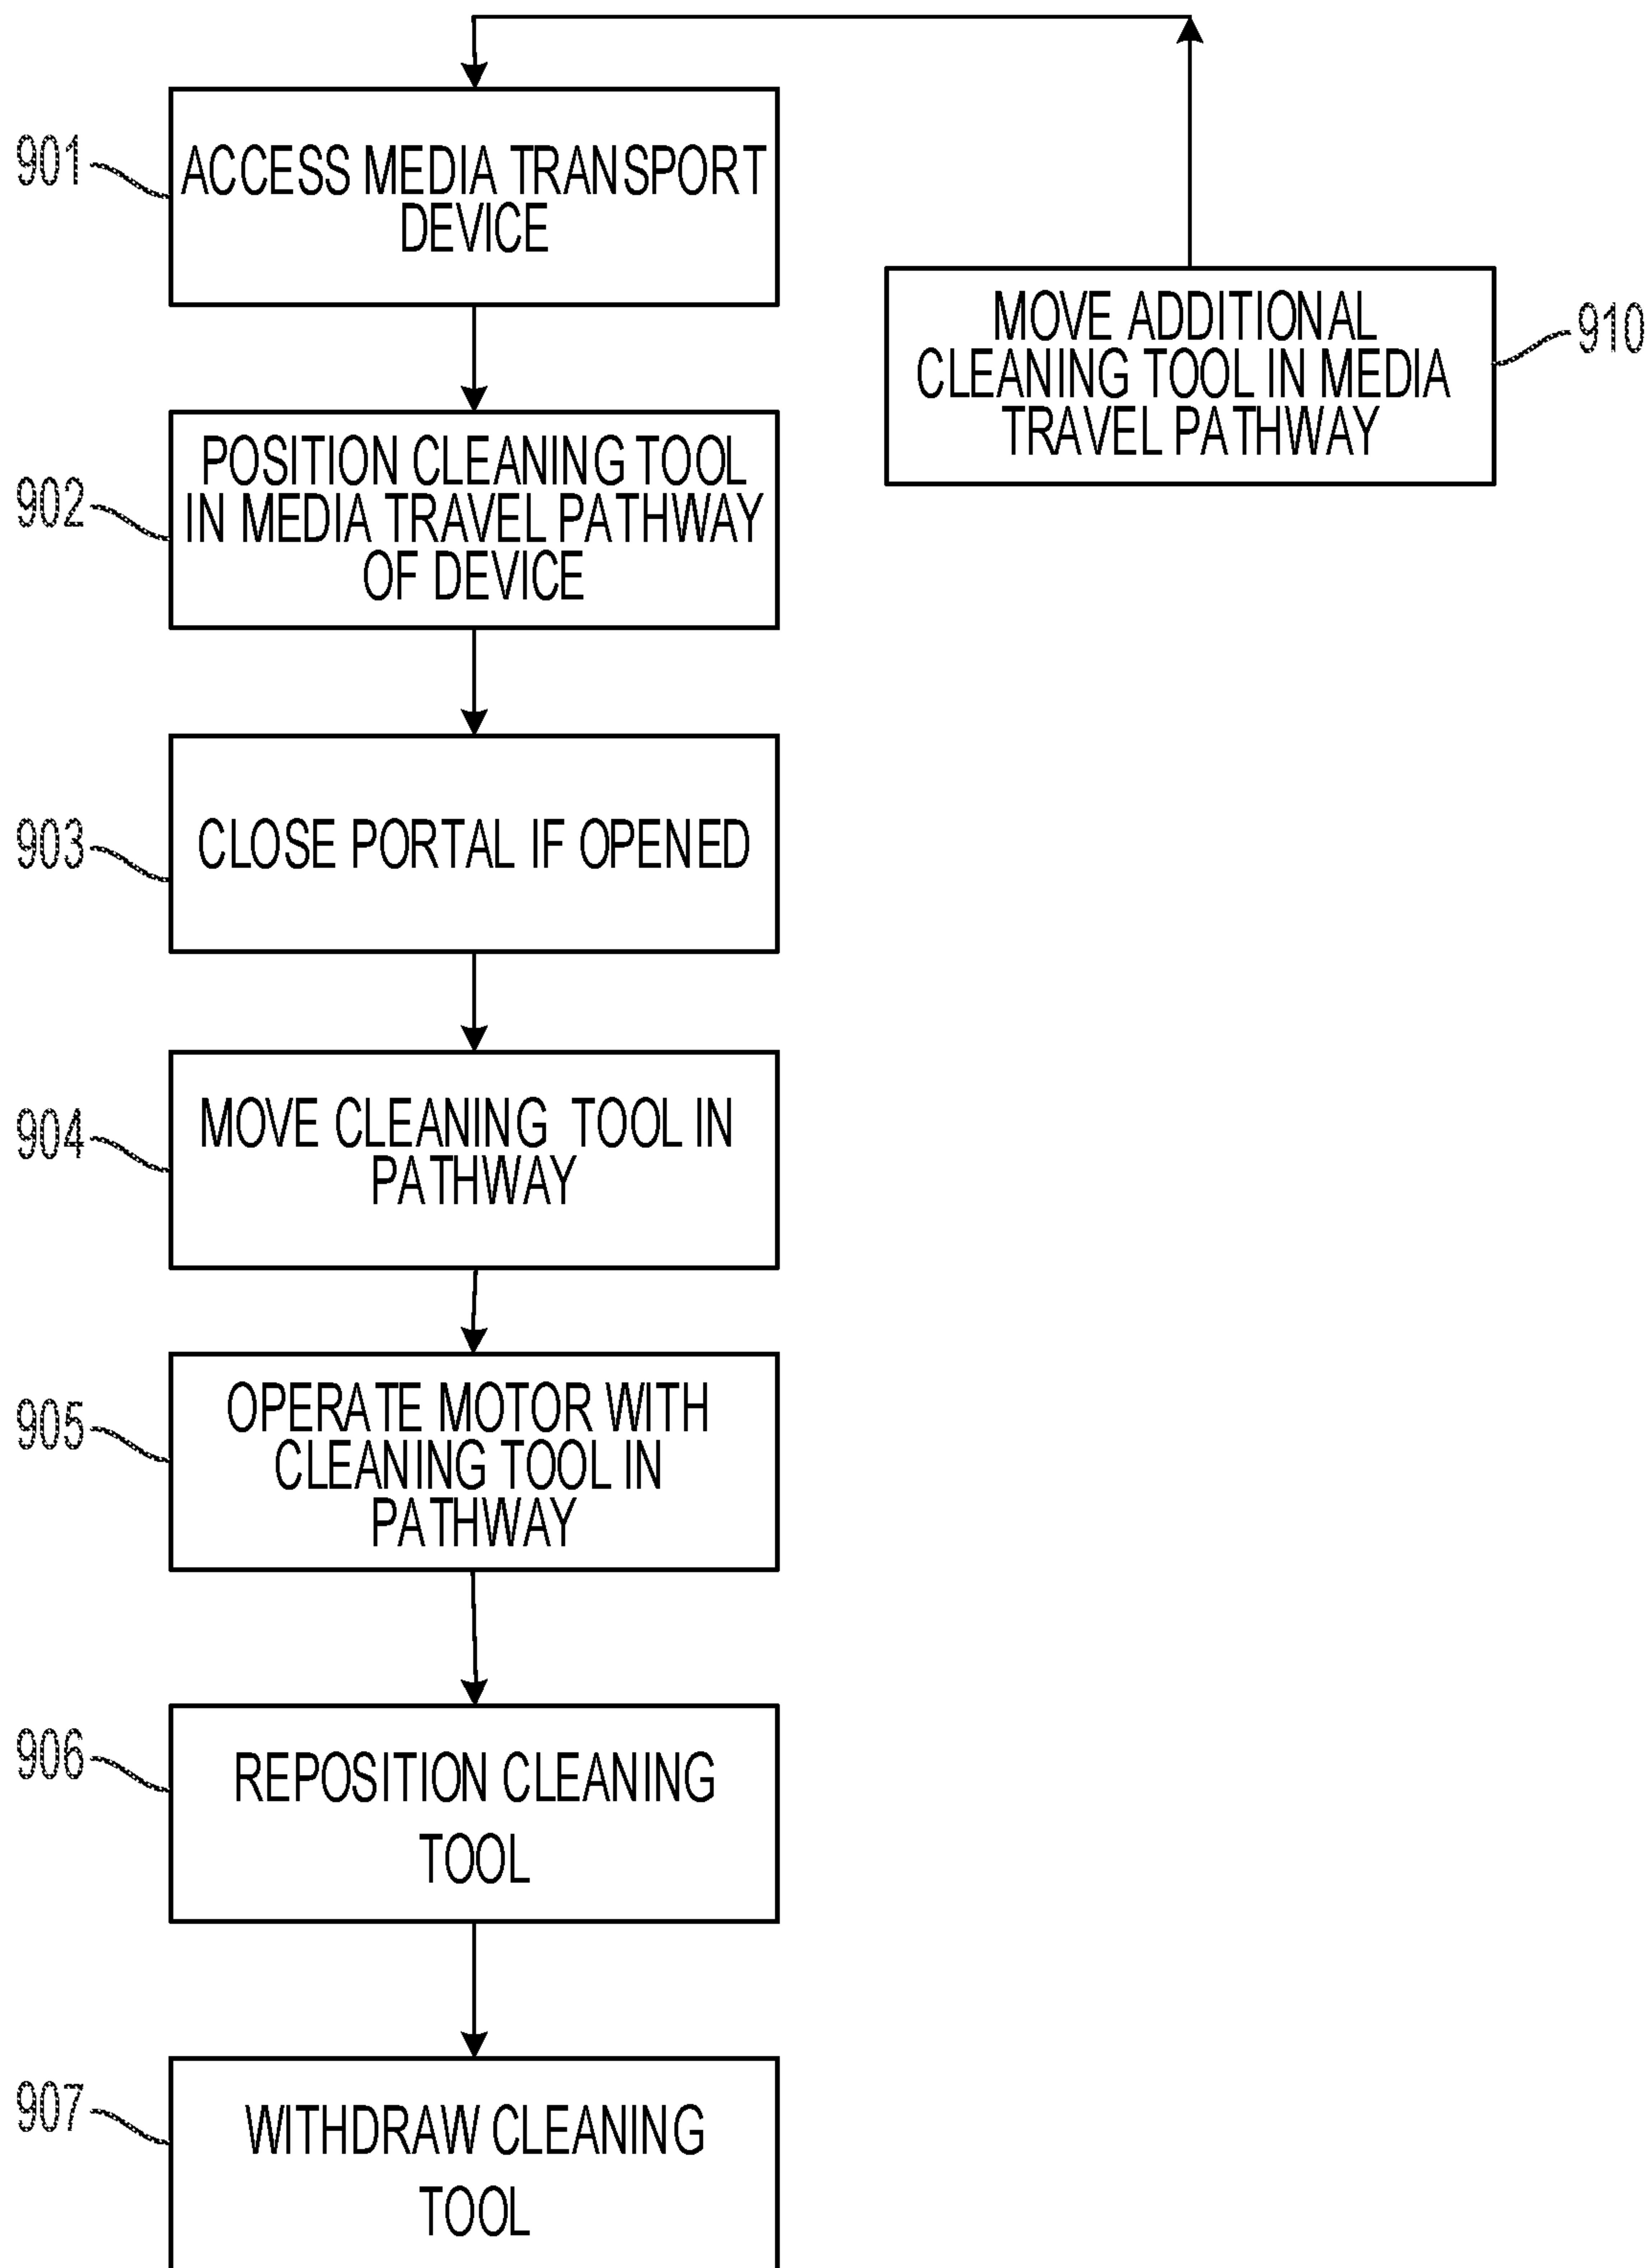 901
ACCESS MEDIA TRANSPORT
DEVICE
MOVE ADDITIONAL
CLEANING TOOL IN MEDIA
TRAVEL PATHWAY
910
902
POSITION CLEANING TOOL
IN MEDIA TRAVEL PATHWAY
OF DEVICE
903
CLOSE PORTAL IF OPENED
904
MOVE CLEANING TOOL IN
PATHWAY
905
OPERATE MOTOR WITH
CLEANING TOOL IN
PATHWAY
906
REPOSITION CLEANING
TOOL
907
WITHDRAW CLEANING
TOOL